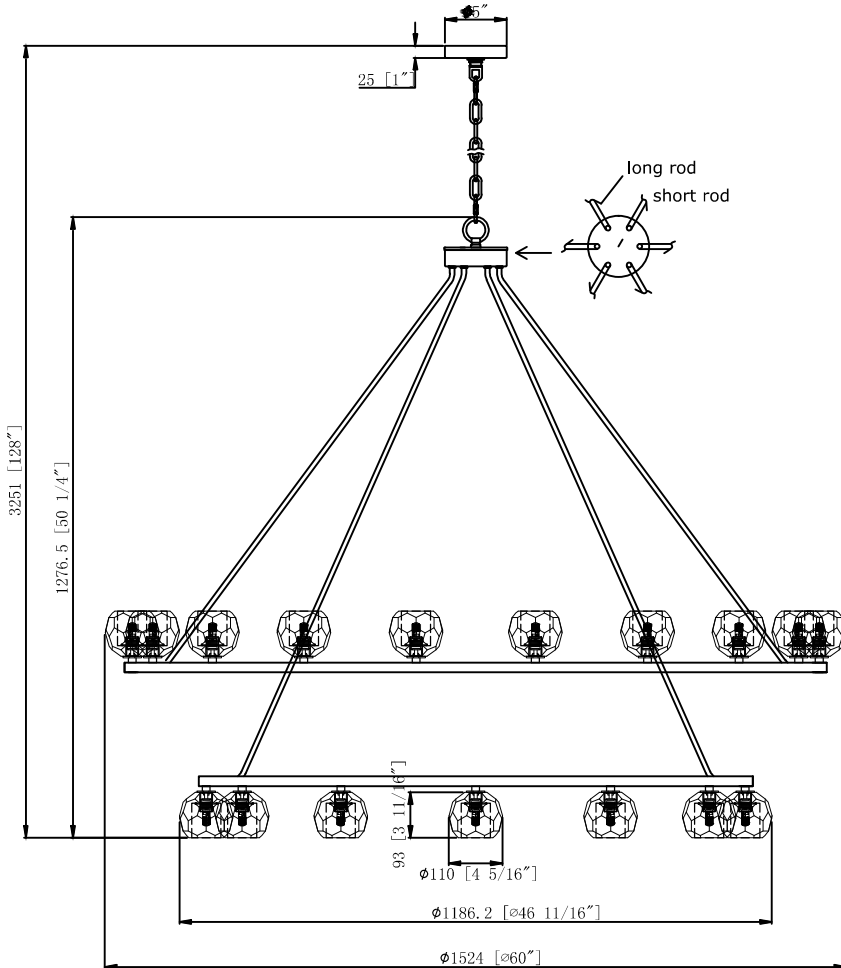 5"
25 [1"]
long rod
short rod
3251 [128"]
1276.5 [50 1/4"]
93 [3 11/16"]
ϕ110 [4 5/16"]
ϕ1186.2 [⌀46 11/16"]
ϕ1524 [⌀60"]